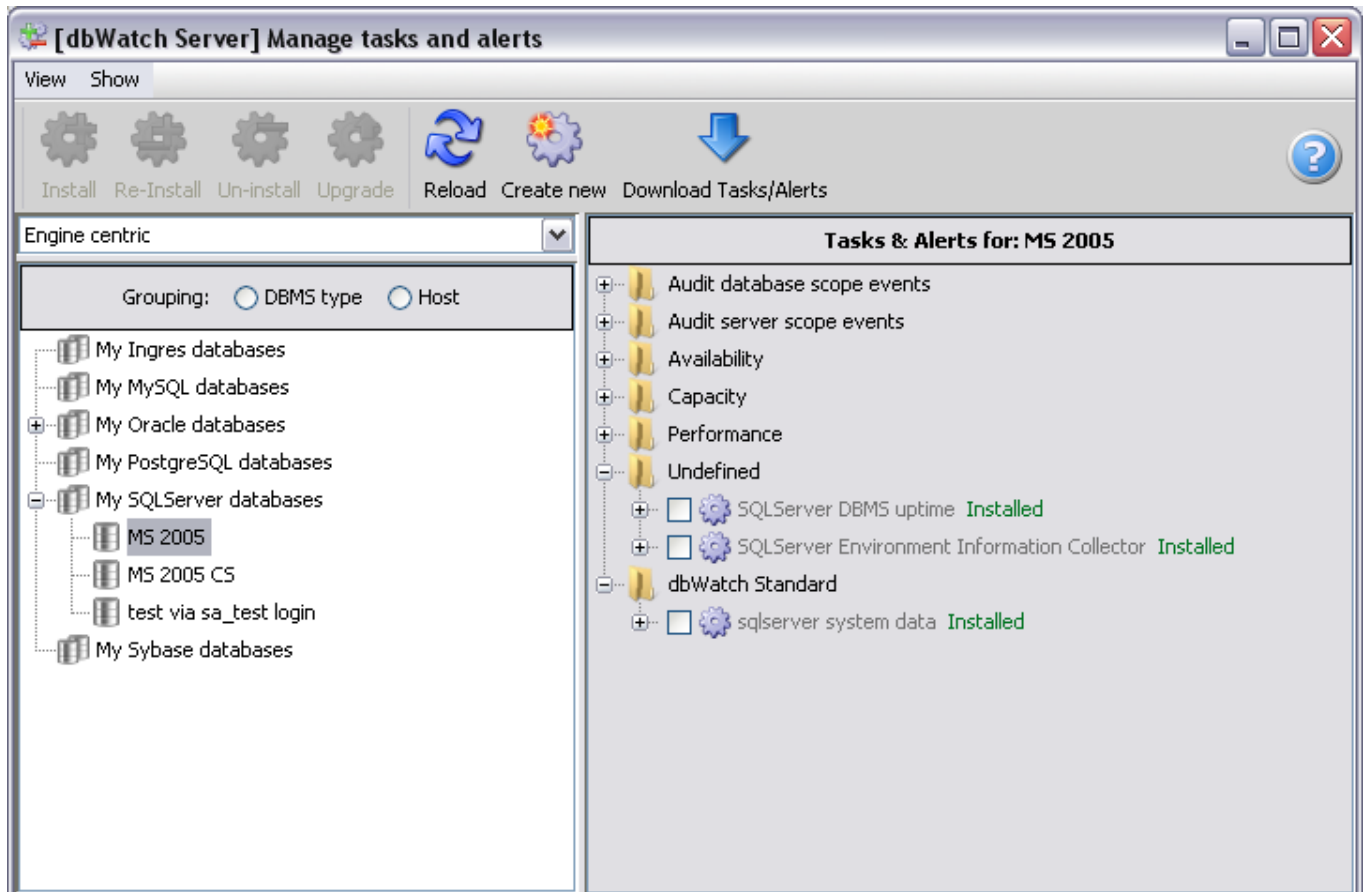 [dbWatch Server] Manage tasks and alerts
View Show
Install Re-Install Un-install Upgrade Reload Create new Download Tasks/Alerts
?
Engine centric
Grouping: DBMS type Host
My Ingres databases
My MySQL databases
My Oracle databases
My PostgreSQL databases
My SQLServer databases
MS 2005
MS 2005 CS
test via sa_test login
My Sybase databases
Tasks & Alerts for: MS 2005
Audit database scope events
Audit server scope events
Availability
Capacity
Performance
Undefined
SQLServer DBMS uptime Installed
SQLServer Environment Information Collector Installed
dbWatch Standard
sqlserver system data Installed